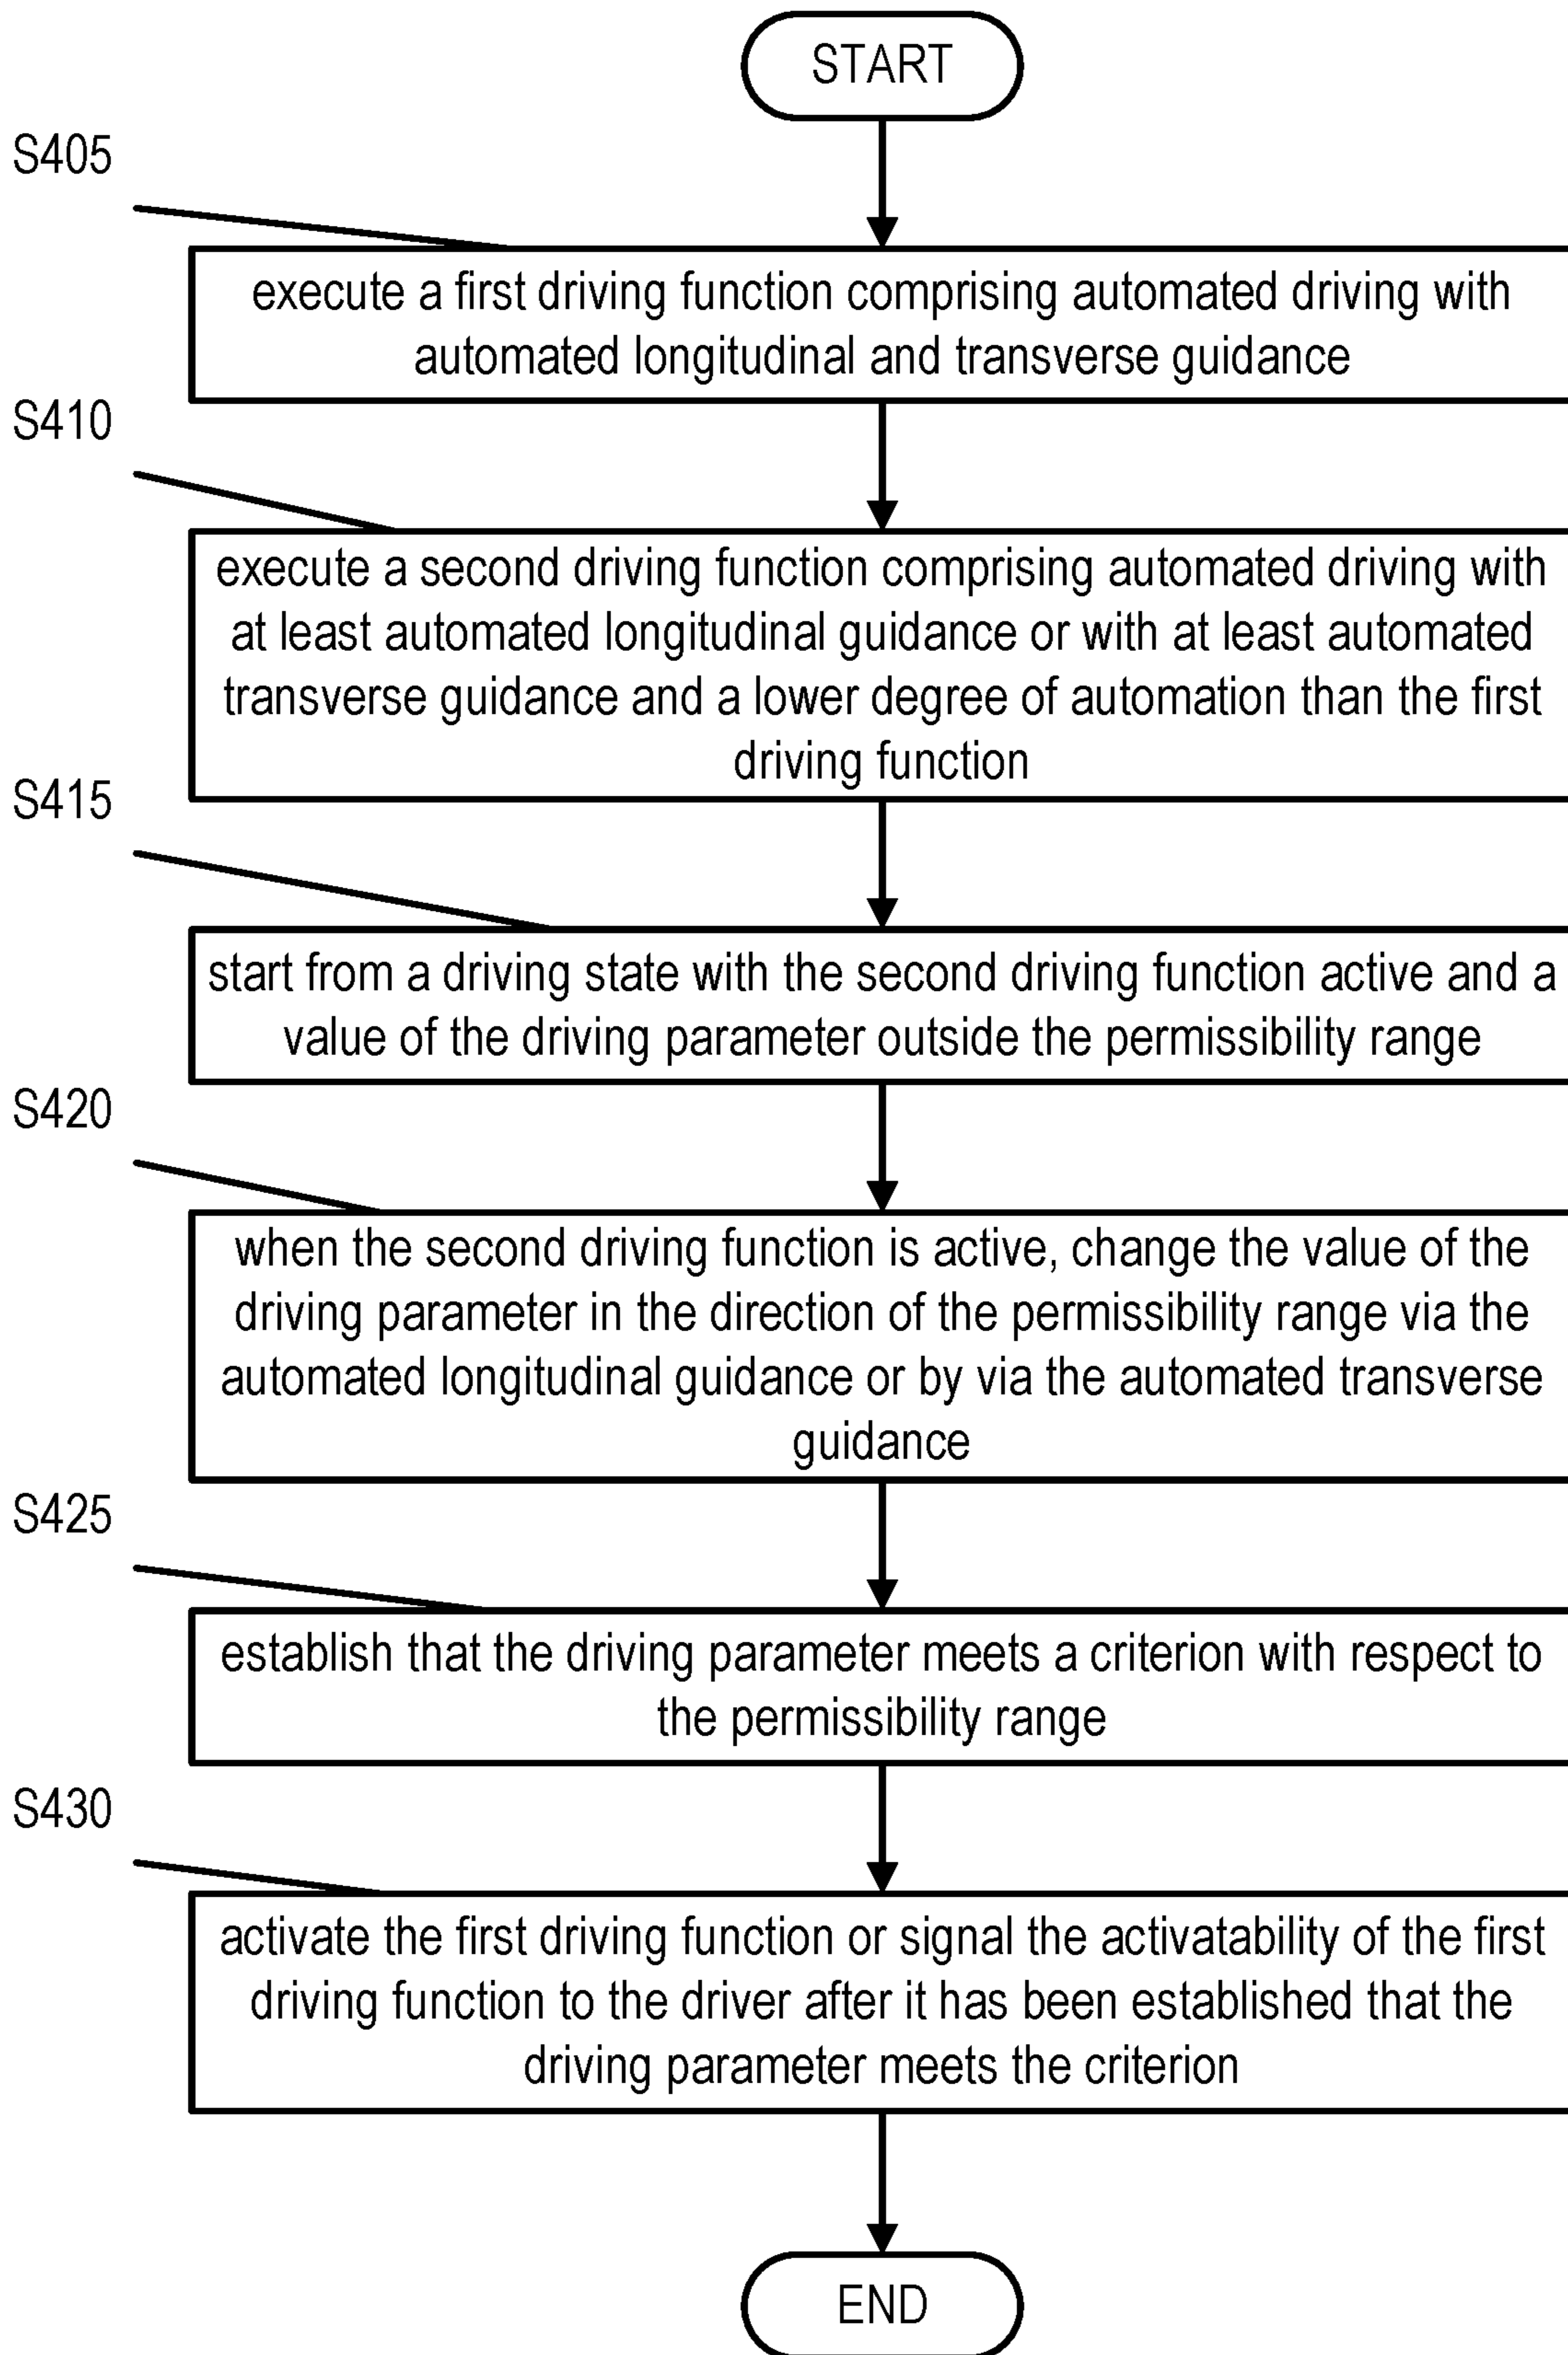 START
S405
execute a first driving function comprising automated driving with
automated longitudinal and transverse guidance
S410
execute a second driving function comprising automated driving with
at least automated longitudinal guidance or with at least automated
transverse guidance and a lower degree of automation than the first
driving function
S415
start from a driving state with the second driving function active and a
value of the driving parameter outside the permissibility range
S420
when the second driving function is active, change the value of the
driving parameter in the direction of the permissibility range via the
automated longitudinal guidance or by via the automated transverse
guidance
S425
establish that the driving parameter meets a criterion with respect to
the permissibility range
S430
activate the first driving function or signal the activatability of the first
driving function to the driver after it has been established that the
driving parameter meets the criterion
END